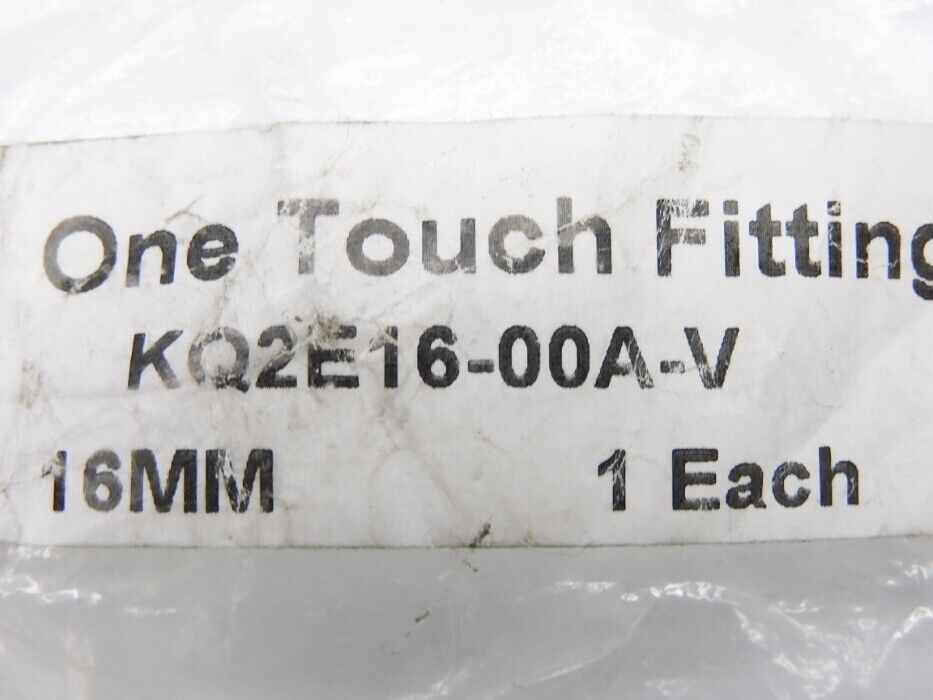 One Touch Fitting
KQ2E16-00A-V
16MM 1 Each